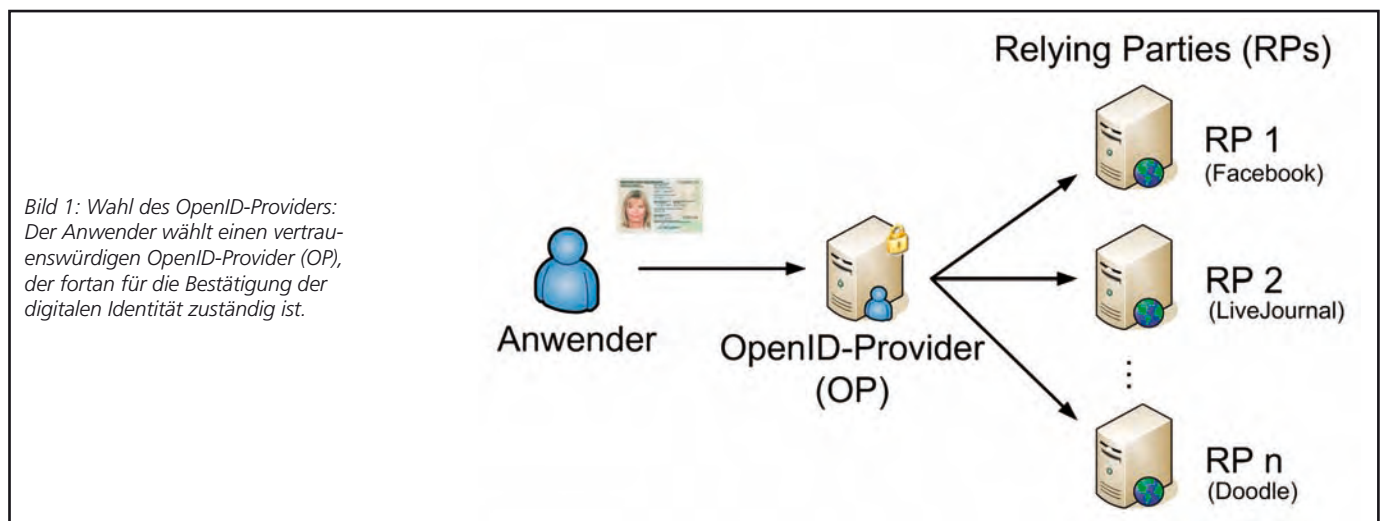 Bild 1: Wahl des OpenID-Providers:
Der Anwender wählt einen vertrau-
enswürdigen OpenID-Provider (OP),
der fortan für die Bestätigung der
digitalen Identität zuständig ist.
Anwender
OpenID-Provider
(OP)
Relying Parties (RPs)
RP 1
(Facebook)
RP 2
(LiveJournal)
⋮
RP n
(Doodle)